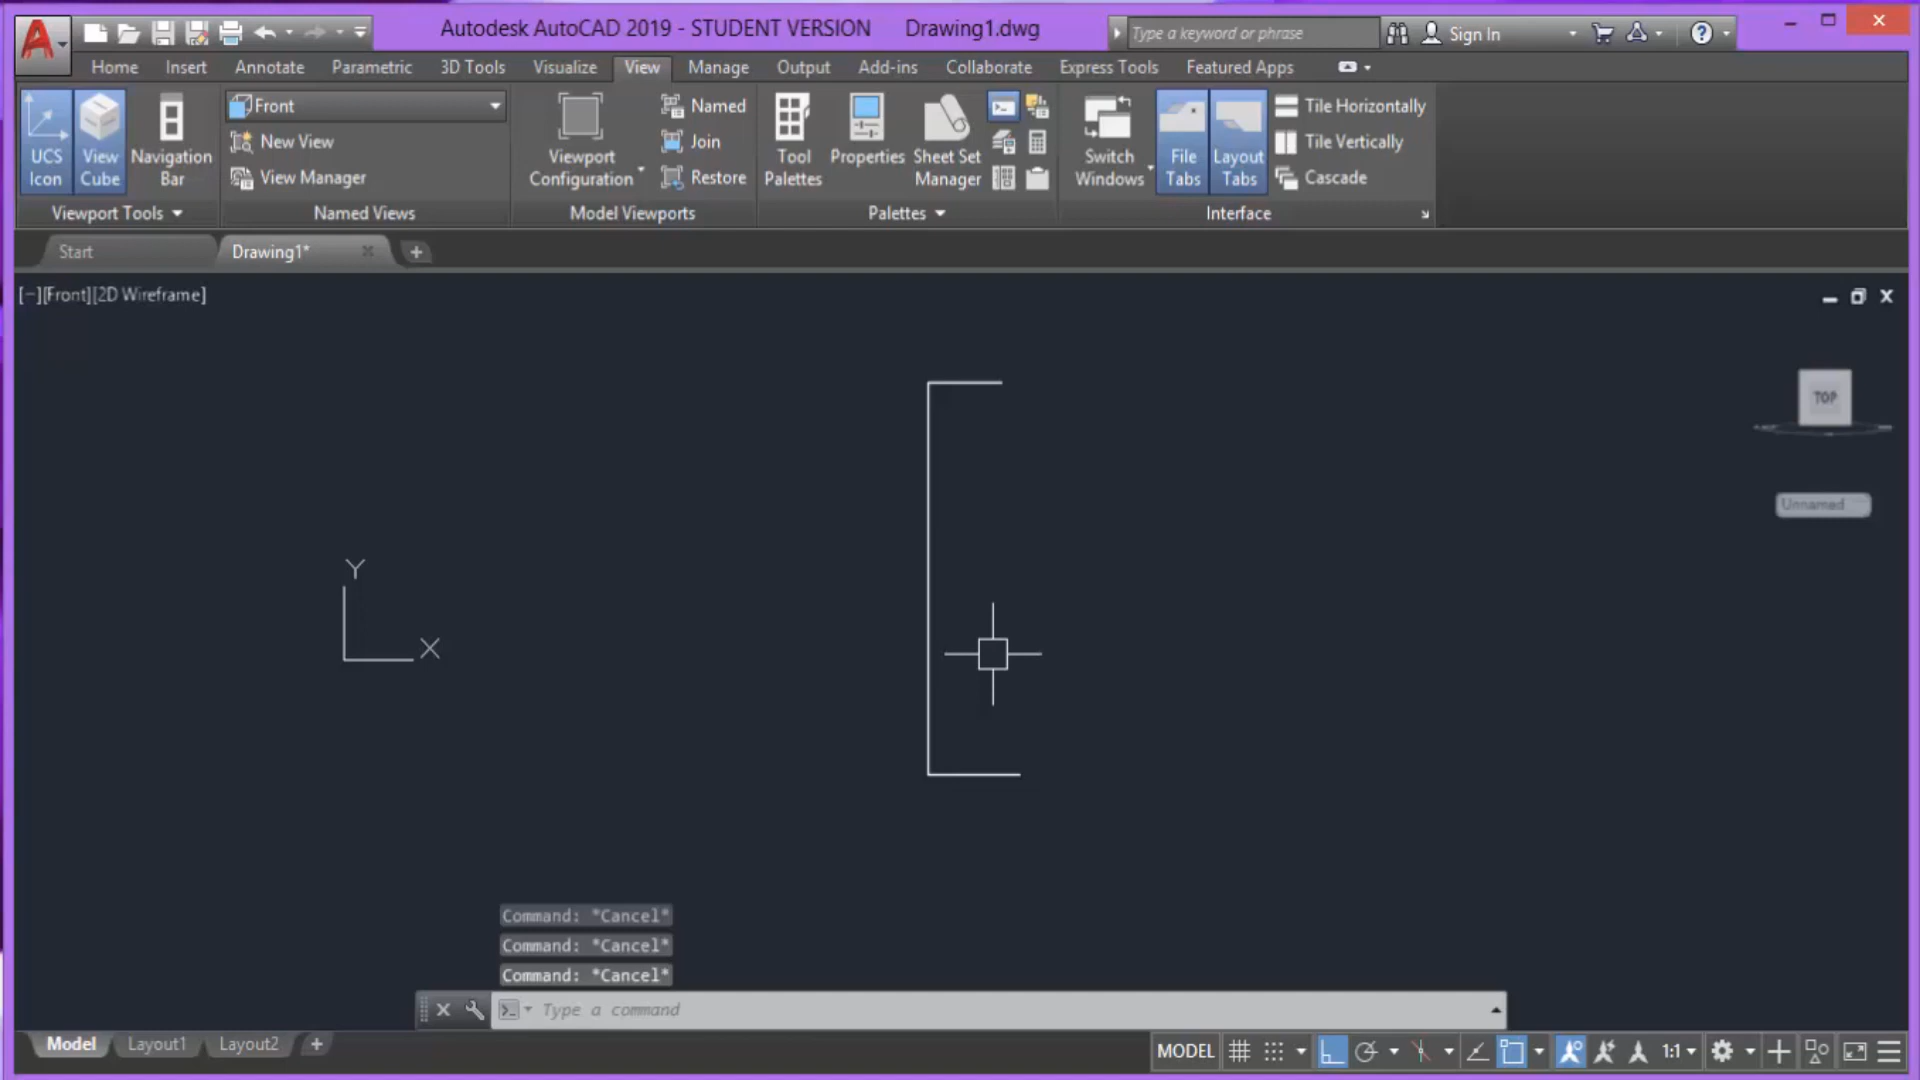 Autodesk AutoCAD 2019 - STUDENT VERSION Drawing1.dwg
Type a keyword or phrase
Sign In
Home Insert Annotate Parametric 3D Tools Visualize View Manage Output Add-ins Collaborate Express Tools Featured Apps
UCS Icon
View Cube
Navigation Bar
Viewport Tools
Front
New View
View Manager
Named Views
Viewport Configuration
Named
Join
Restore
Model Viewports
Tool Palettes
Properties
Sheet Set Manager
Palettes
Switch Windows
File Tabs
Layout Tabs
Tile Horizontally
Tile Vertically
Cascade
Interface
Start
Drawing1*
[−][Front][2D Wireframe]
TOP
Unnamed
Y
X
Command: *Cancel*
Command: *Cancel*
Command: *Cancel*
Type a command
Model Layout1 Layout2
MODEL
1:1